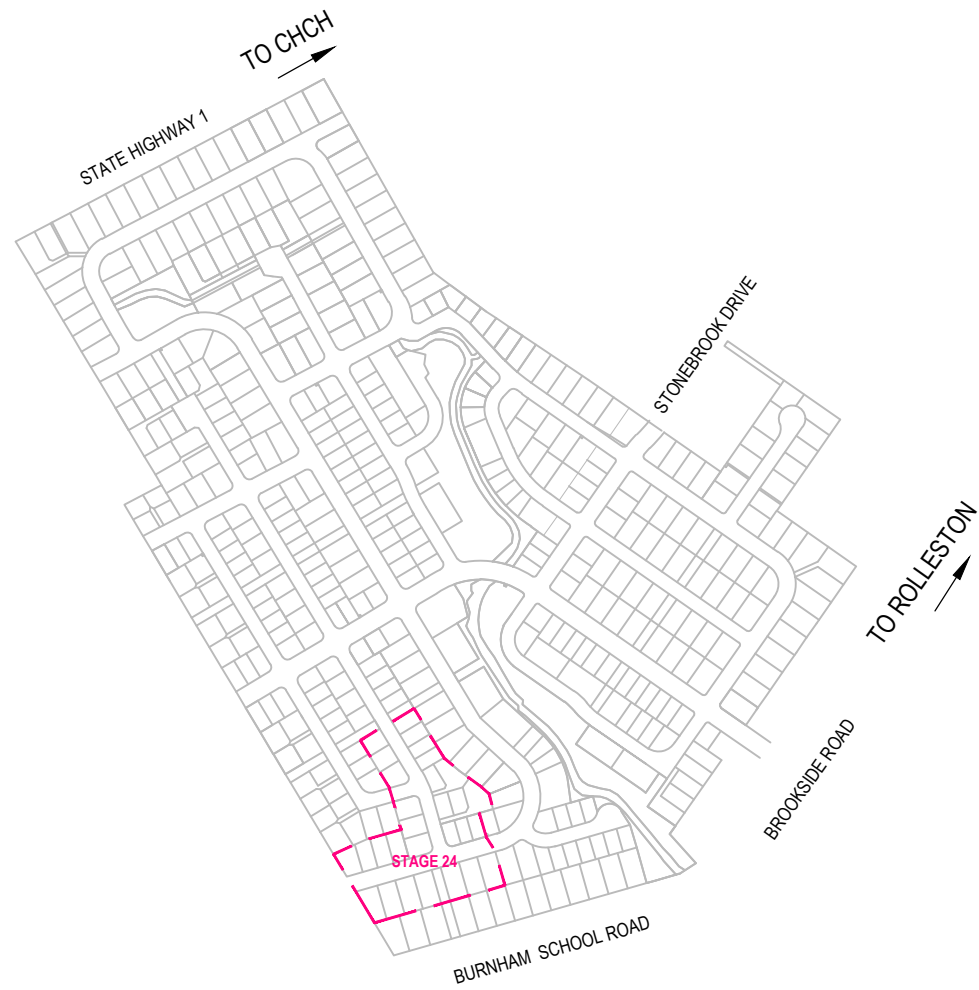 TO CHCH
STATE HIGHWAY 1
STONEBROOK DRIVE
TO ROLLESTON
BROOKSIDE ROAD
STAGE 24
BURNHAM SCHOOL ROAD